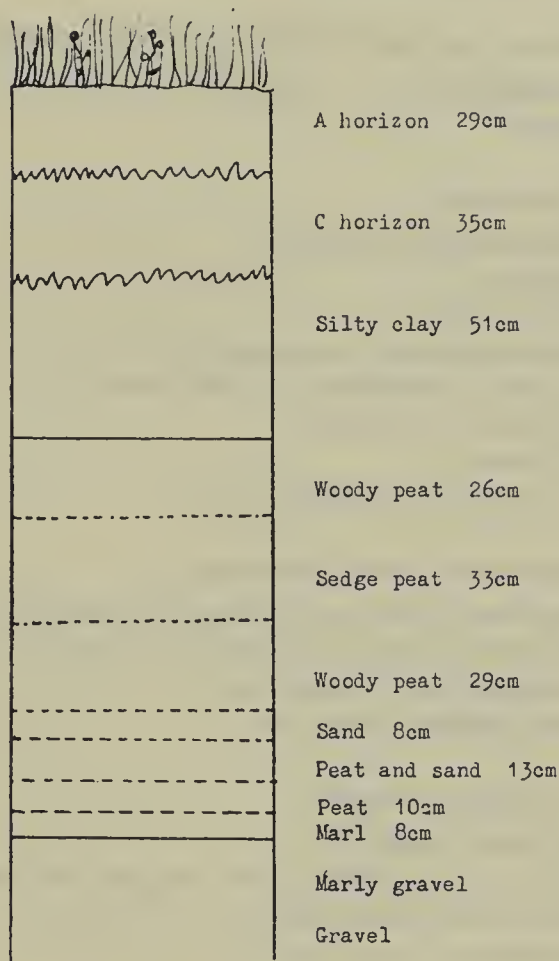 A horizon 29cm
C horizon 35cm
Silty clay 51cm
Woody peat 26cm
Sedge peat 33cm
Woody peat 29cm
Sand 8cm
Peat and sand 13cm
Peat 10cm
Marl 8cm
Marly gravel
Gravel